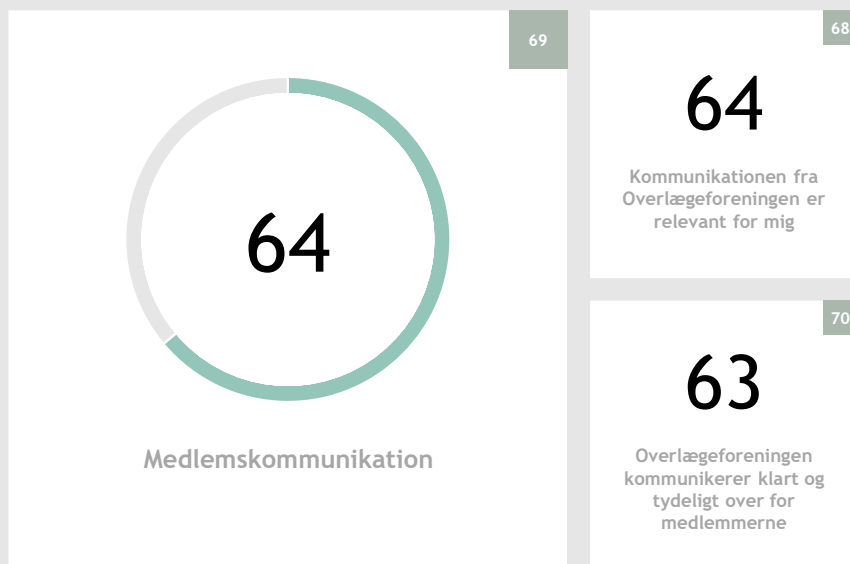 69
64
Medlemskommunikation
68
64
Kommunikationen fra
Overlægeforeningen er
relevant for mig
70
63
Overlægeforeningen
kommunikerer klart og
tydeligt over for
medlemmerne